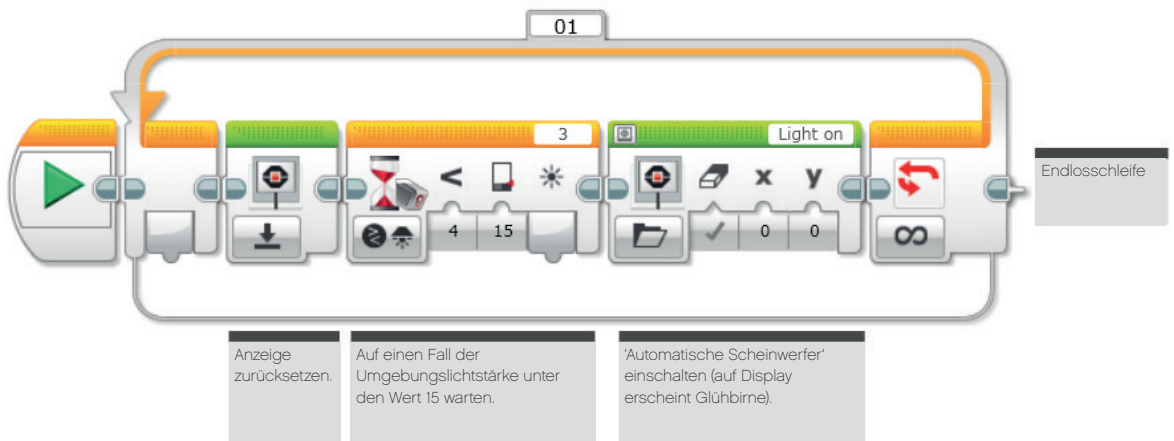 01
3
Light on
< 
x y
4 15
0 0
∞
Endlosschleife
Anzeige
zurücksetzen.
Auf einen Fall der
Umgebungslichtstärke unter
den Wert 15 warten.
'Automatische Scheinwerfer'
einschalten (auf Display
erscheint Glühbirne).